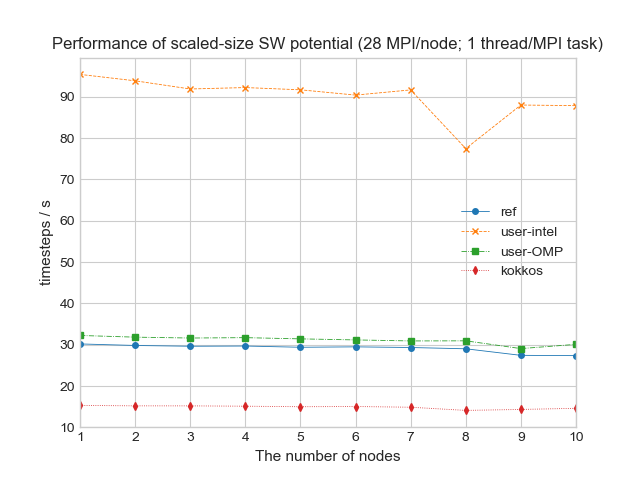 Performance of scaled-size SW potential (28 MPI/node; 1 thread/MPI task)
90
80
70
60
50
40
30
20
10
timesteps / s
ref
user-intel
user-OMP
kokkos
1 2 3 4 5 6 7 8 9 10
The number of nodes